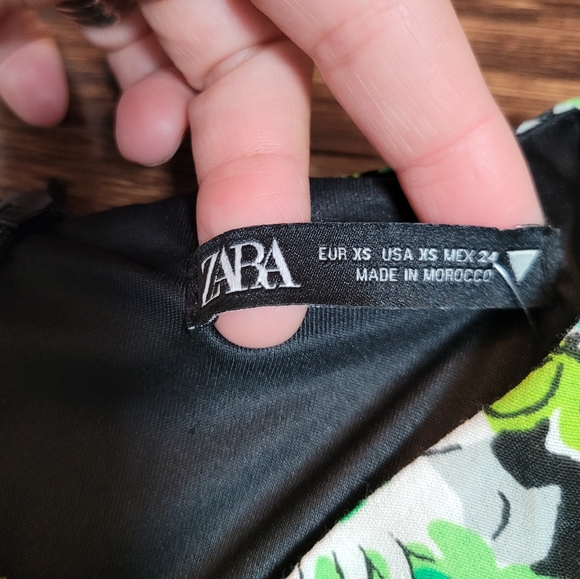 ZARA
EUR XS USA XS MEX 24
MADE IN MOROCCO